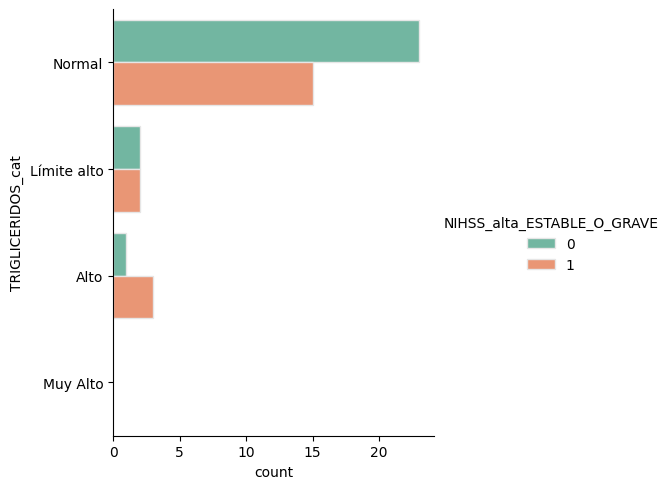 TRIGLICERIDOS_cat
Normal
Límite alto
Alto
Muy Alto
0 5 10 15 20
count
NIHSS_alta_ESTABLE_O_GRAVE
0
1